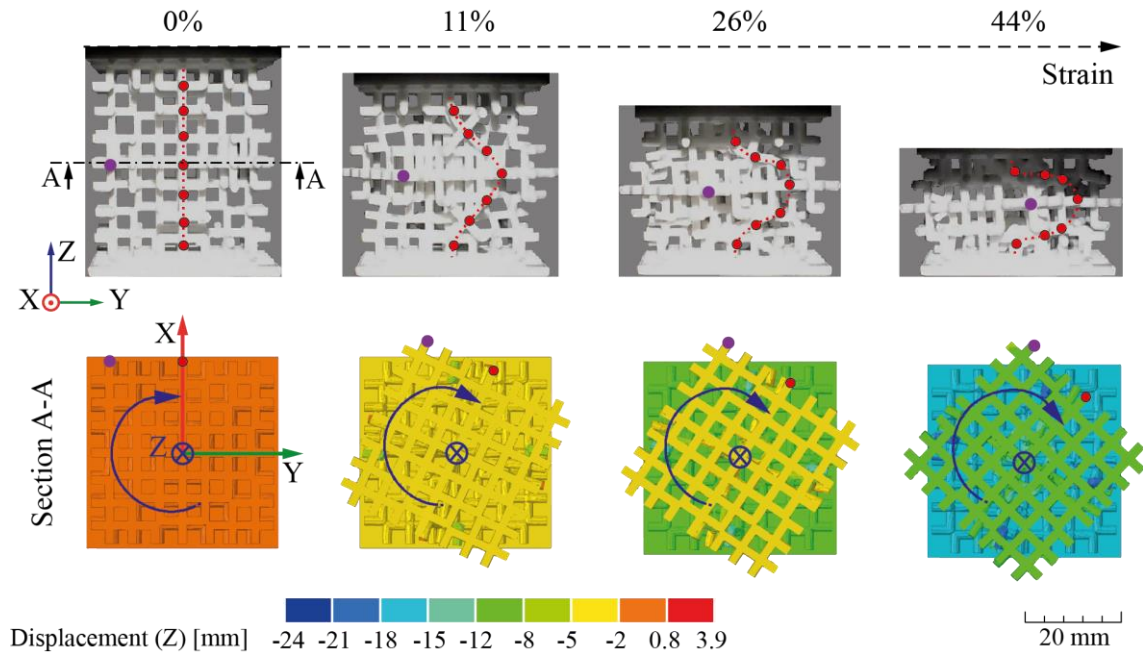 0% 11% 26% 44%
Strain
A A
Z
X Y
X
Z
Y
Section A-A
Displacement (Z) [mm] -24 -21 -18 -15 -12 -8 -5 -2 0.8 3.9
20 mm